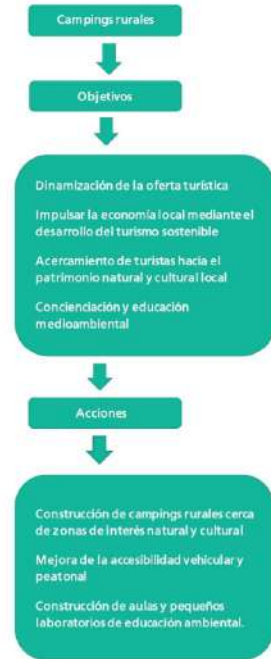 Campings rurales
Objetivos
Dinamización de la oferta turística
Impulsar la economía local mediante el
desarrollo del turismo sostenible
Acercamiento de turistas hacia el
patrimonio natural y cultural local
Concienciación y educación
medioambiental
Acciones
Construcción de campings rurales cerca
de zonas de interés natural y cultural
Mejora de la accesibilidad vehicular y
peatonal
Construcción de aulas y pequeños
laboratorios de educación ambiental.